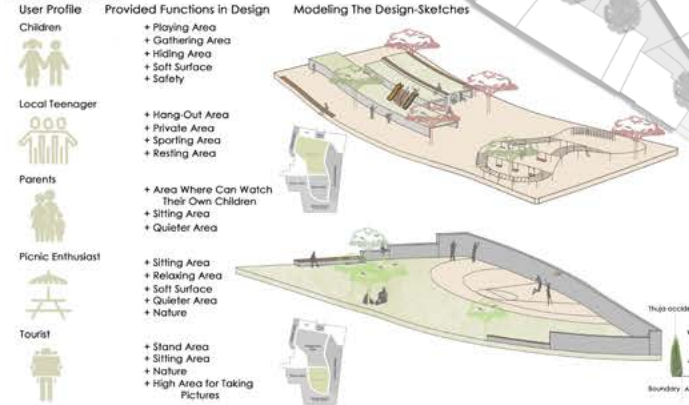 User Profile
Provided Functions in Design
Modeling The Design-Sketches
Children
+ Playing Area
+ Gathering Area
+ Hiding Area
+ Soft Surface
+ Safety
Local Teenager
+ Hang-Out Area
+ Private Area
+ Sporting Area
+ Resting Area
Parents
+ Area Where Can Watch
Their Own Children
+ Sitting Area
+ Quieter Area
Picnic Enthusiast
+ Sitting Area
+ Relaxing Area
+ Soft Surface
+ Quieter Area
+ Nature
Tourist
+ Stand Area
+ Sitting Area
+ Nature
+ High Area for Taking
Pictures
Thuja occide
Boundary